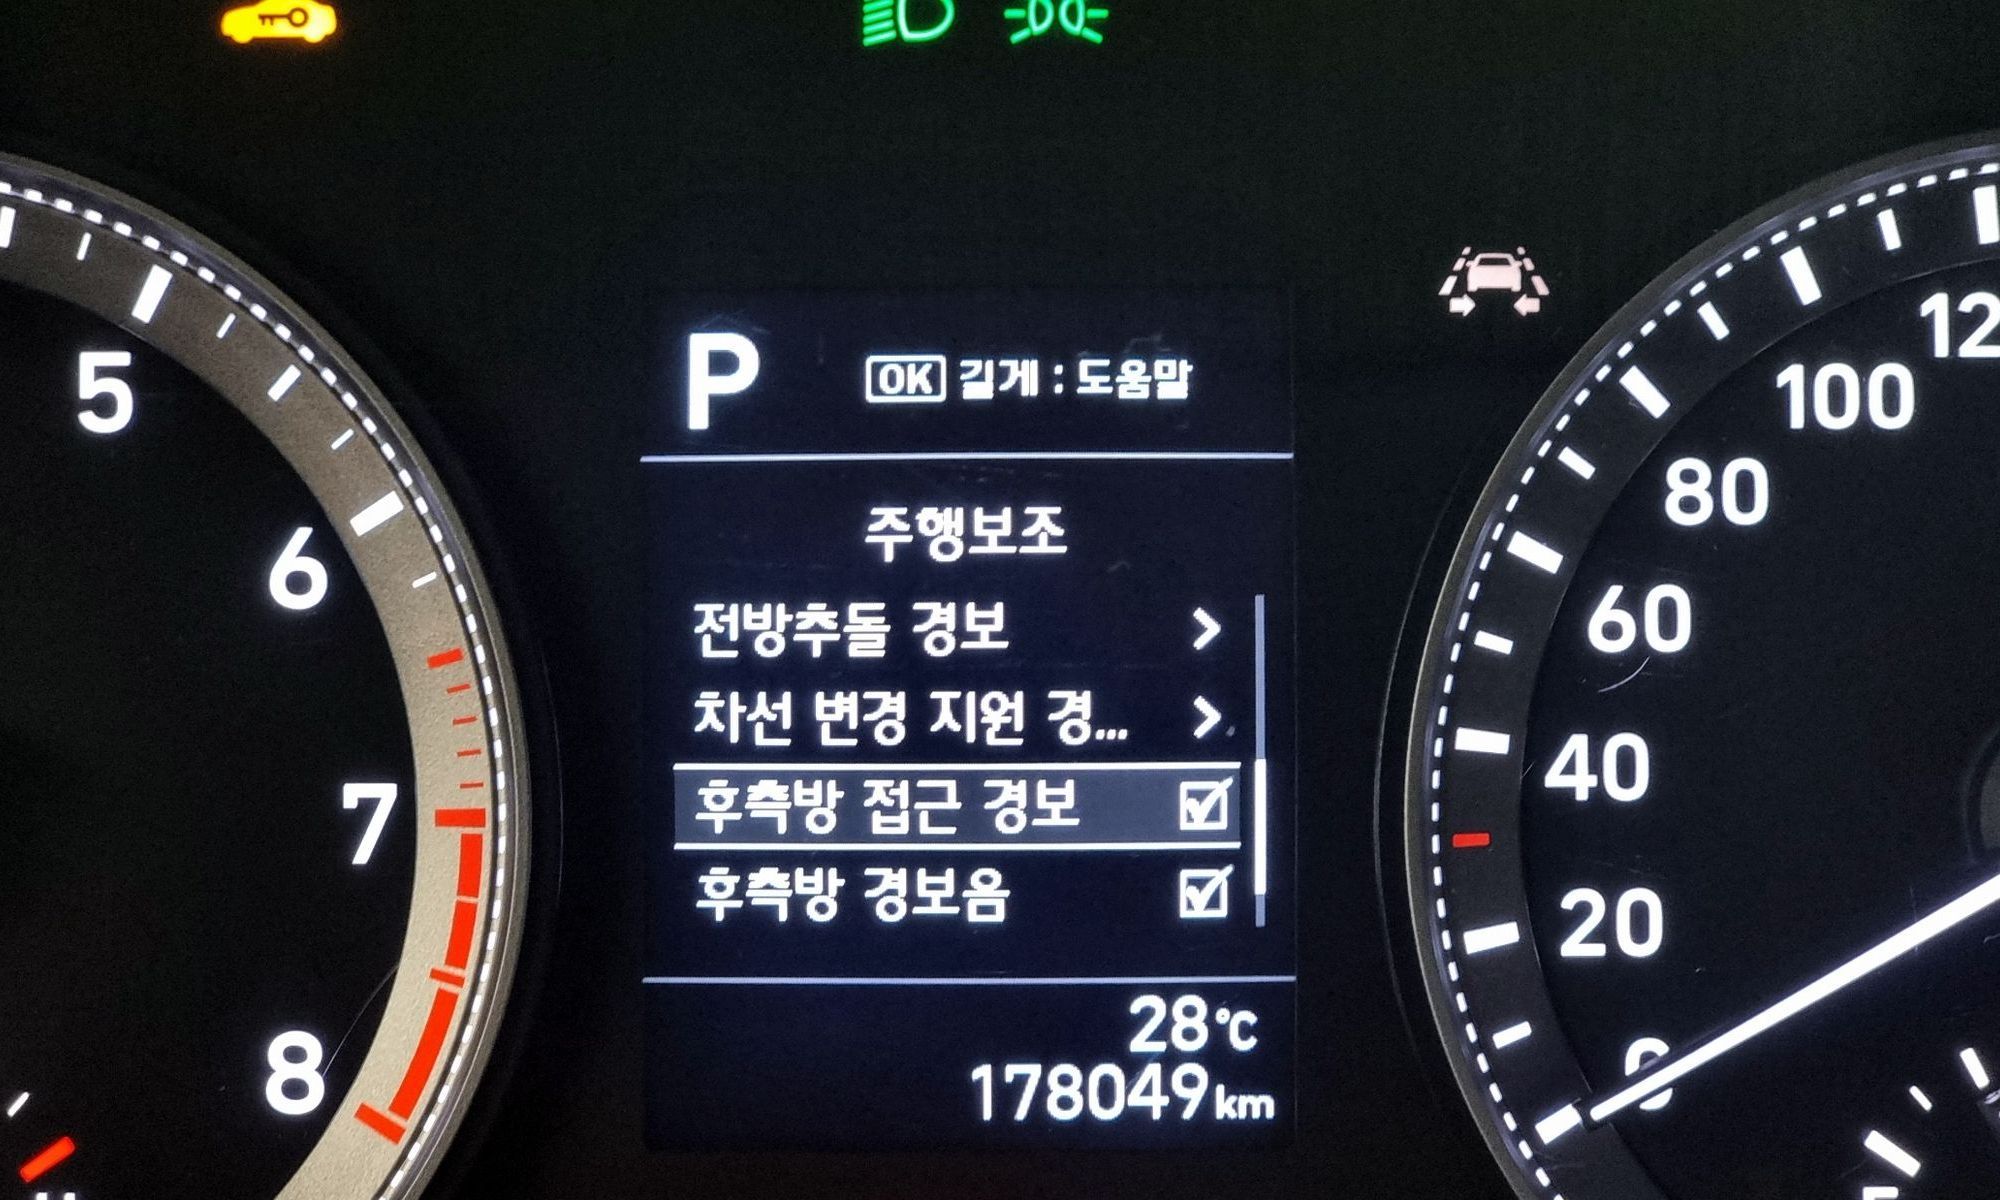 P
OK 길게 : 도움말
주행보조
전방추돌 경보
차선 변경 지원 경...
후측방 접근 경보
후측방 경보음
28°C
178049km
5
6
7
8
120
100
80
60
40
20
0